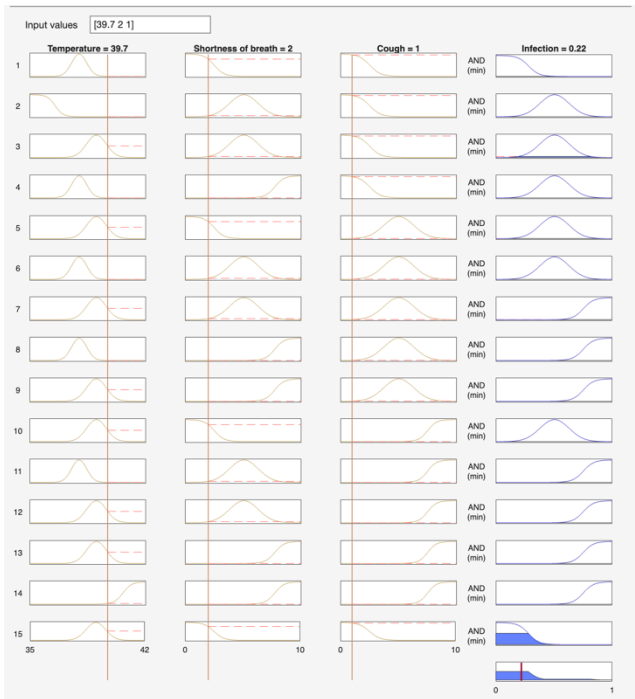 Input values [39.7 2 1]
Temperature = 39.7 Shortness of breath = 2 Cough = 1 Infection = 0.22
1 AND (min)
2 AND (min)
3 AND (min)
4 AND (min)
5 AND (min)
6 AND (min)
7 AND (min)
8 AND (min)
9 AND (min)
10 AND (min)
11 AND (min)
12 AND (min)
13 AND (min)
14 AND (min)
15 AND (min)
35 42 0 10 0 10
0 1